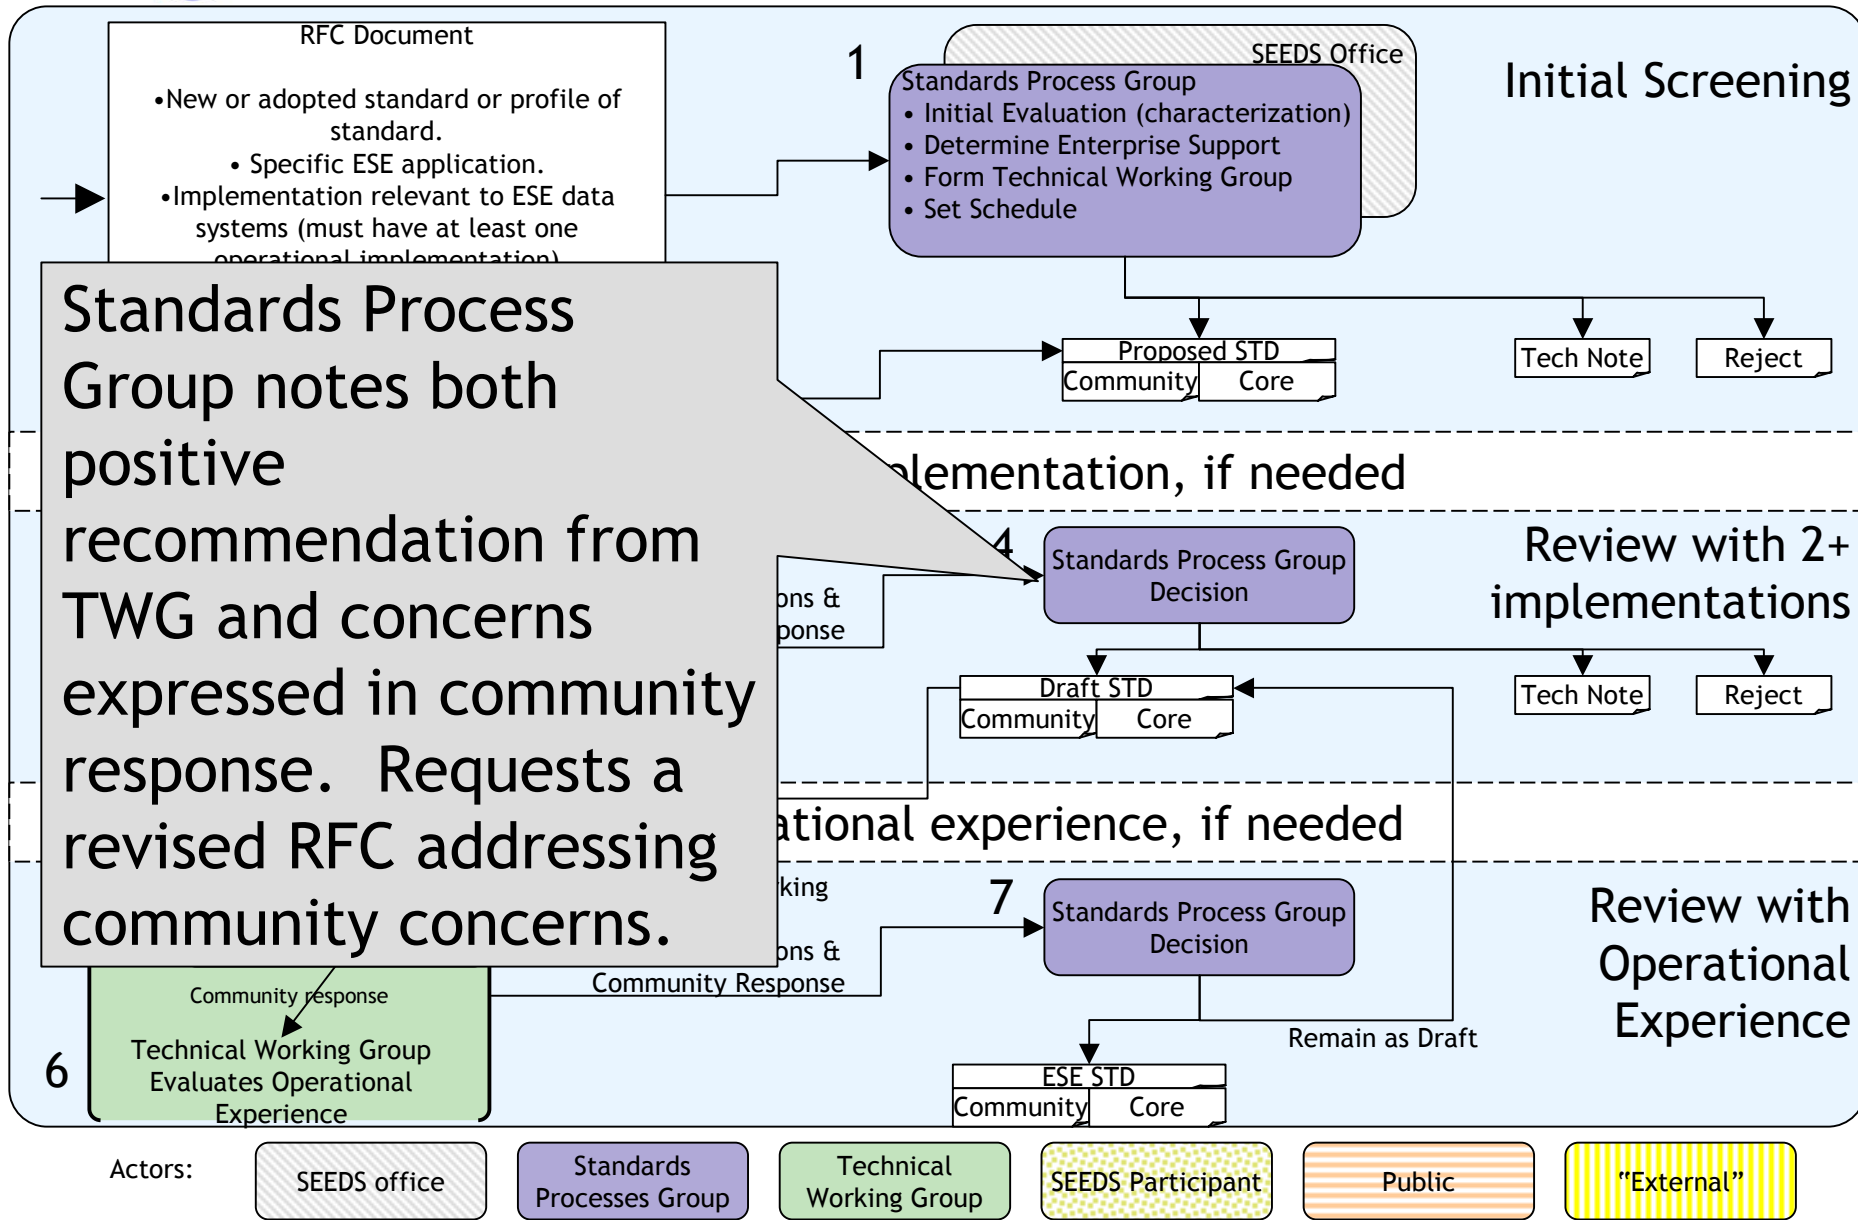 RFC Document
•New or adopted standard or profile of
standard.
• Specific ESE application.
•Implementation relevant to ESE data
systems (must have at least one
operational implementation)
1
SEEDS Office
Standards Process Group
• Initial Evaluation (characterization)
• Determine Enterprise Support
• Form Technical Working Group
• Set Schedule
Initial Screening
Proposed STD
Community
Core
Tech Note
Reject
Standards Process
Group notes both
positive
recommendation from
TWG and concerns
expressed in community
response.  Requests a
revised RFC addressing
community concerns.
plementation, if needed
4
Standards Process Group
Decision
Review with 2+
implementations
ons &
ponse
Draft STD
Community
Core
Tech Note
Reject
ational experience, if needed
king
ons &
Community Response
7
Standards Process Group
Decision
Review with
Operational
Experience
Remain as Draft
Community response
6
Technical Working Group
Evaluates Operational
Experience
ESE STD
Community
Core
Actors:
SEEDS office
Standards
Processes Group
Technical
Working Group
SEEDS Participant
Public
“External”